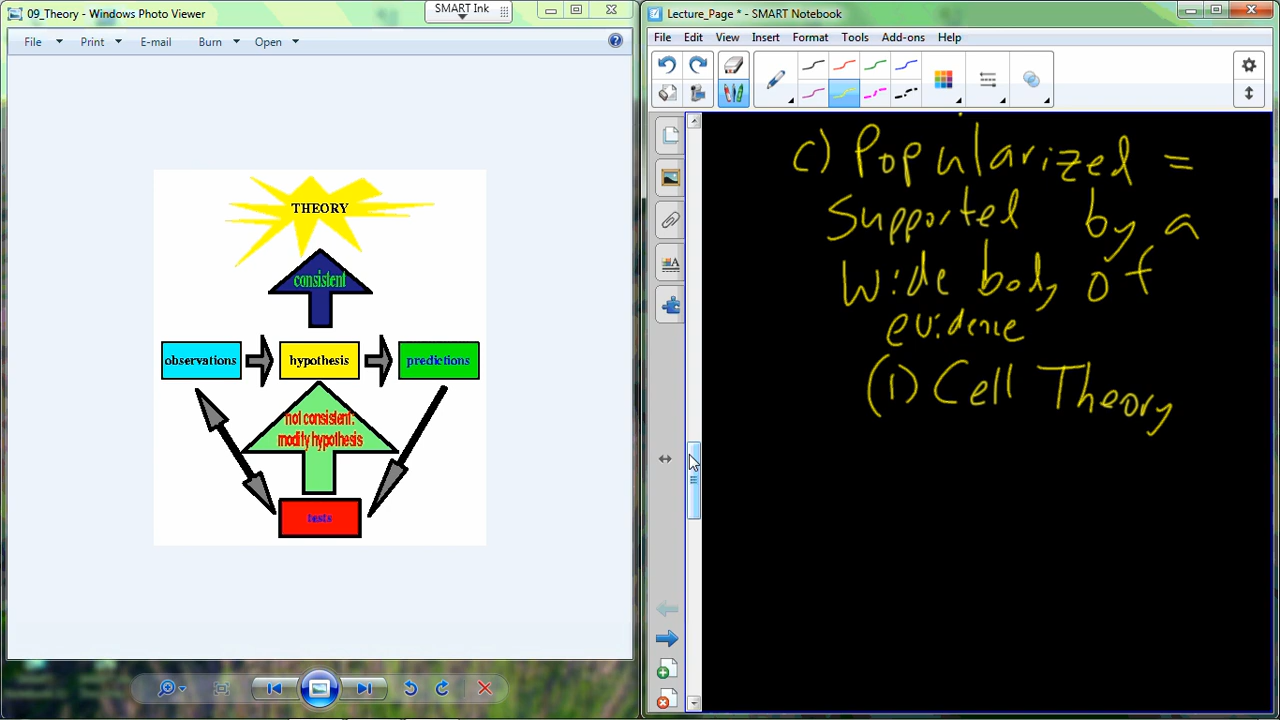 09_Theory - Windows Photo Viewer
SMART Ink
File Print E-mail Burn Open
THEORY
consistent
observations
hypothesis
predictions
not consistent:
modify hypothesis
tests
Lecture_Page * - SMART Notebook
File Edit View Insert Format Tools Add-ons Help
c) Popularized =
Supported by a
Wide body of
evidence
(1) Cell Theory